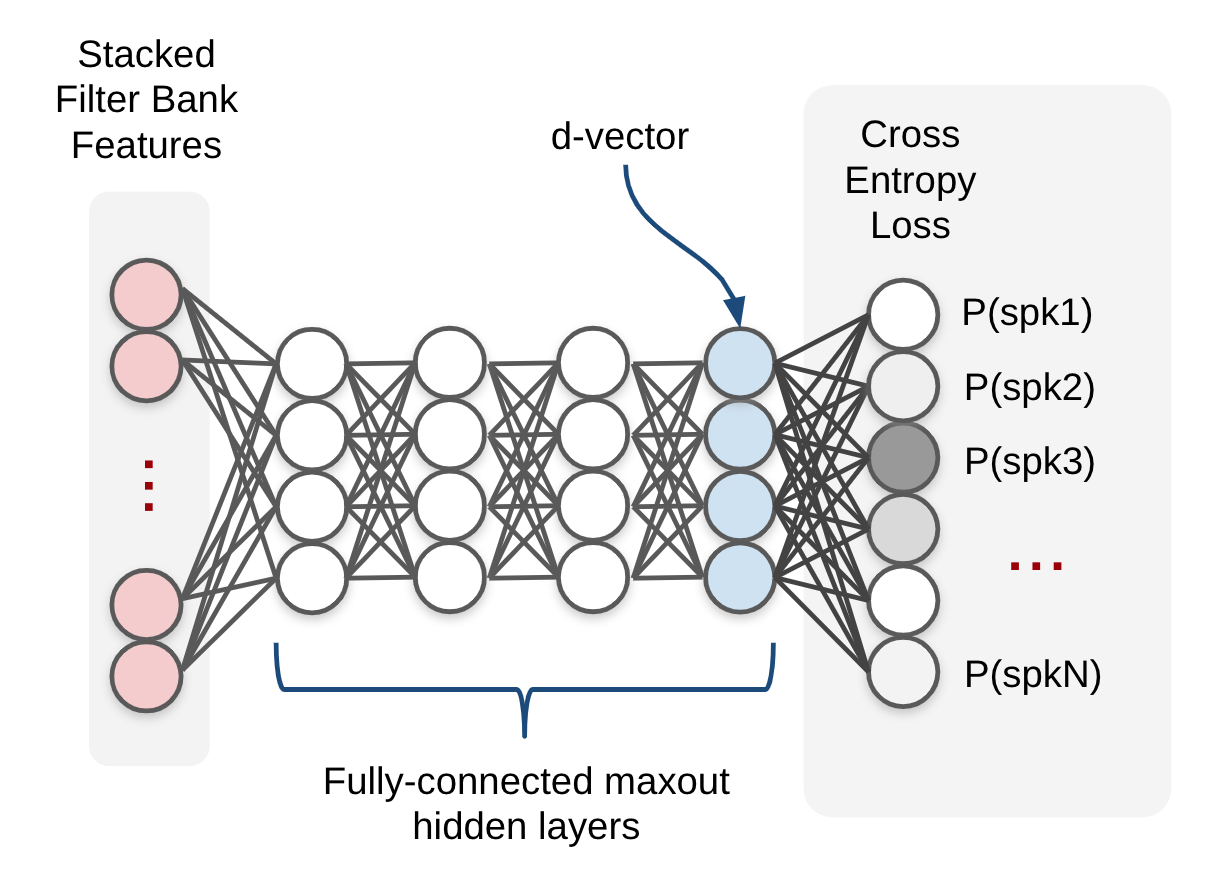 Stacked
Filter Bank
Features
d-vector
Cross
Entropy
Loss
P(spk1)
P(spk2)
P(spk3)
...
P(spkN)
Fully-connected maxout
hidden layers